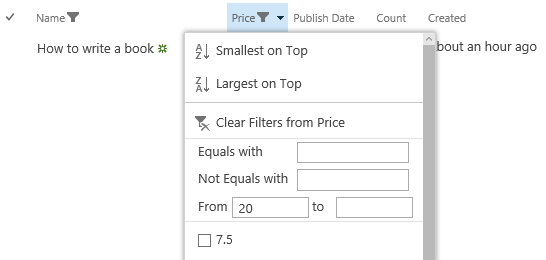 Name Price Publish Date Count Created
How to write a book bout an hour ago
Smallest on Top
Largest on Top
Clear Filters from Price
Equals with
Not Equals with
From 20 to
7.5